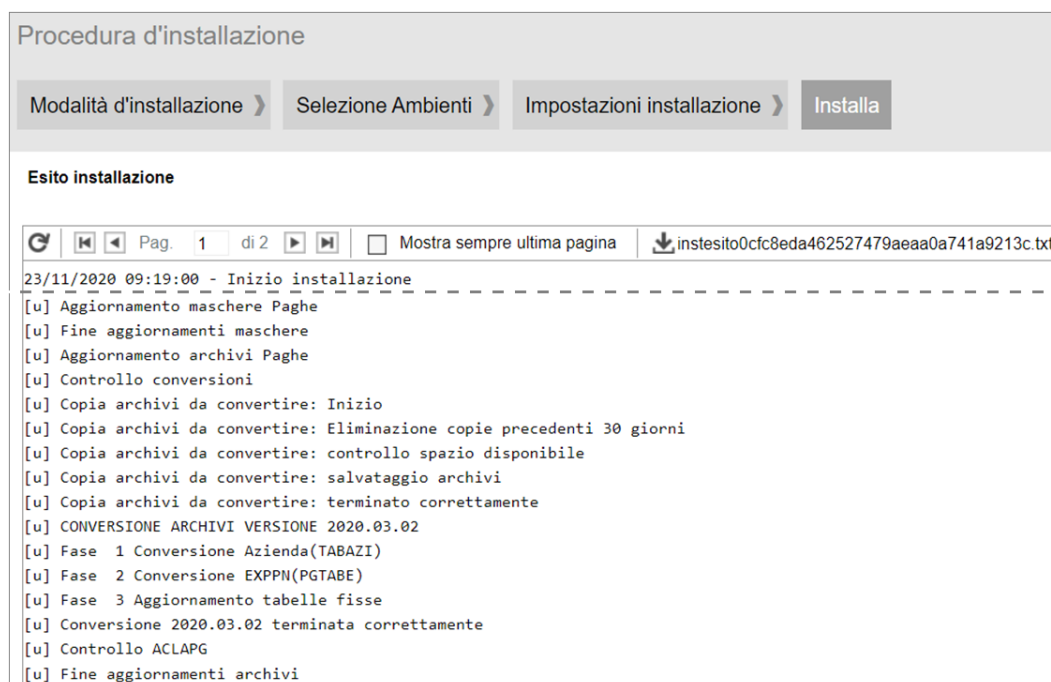 Procedura d'installazione
Modalità d'installazione ❯ Selezione Ambienti ❯ Impostazioni installazione ❯ Installa
Esito installazione
Pag. 1 di 2 Mostra sempre ultima pagina instesito0cfc8eda462527479aeaa0a741a9213c.txt
23/11/2020 09:19:00 - Inizio installazione
[u] Aggiornamento maschere Paghe
[u] Fine aggiornamenti maschere
[u] Aggiornamento archivi Paghe
[u] Controllo conversioni
[u] Copia archivi da convertire: Inizio
[u] Copia archivi da convertire: Eliminazione copie precedenti 30 giorni
[u] Copia archivi da convertire: controllo spazio disponibile
[u] Copia archivi da convertire: salvataggio archivi
[u] Copia archivi da convertire: terminato correttamente
[u] CONVERSIONE ARCHIVI VERSIONE 2020.03.02
[u] Fase  1 Conversione Azienda(TABAZI)
[u] Fase  2 Conversione EXPPN(PGTABE)
[u] Fase  3 Aggiornamento tabelle fisse
[u] Conversione 2020.03.02 terminata correttamente
[u] Controllo ACLAPG
[u] Fine aggiornamenti archivi